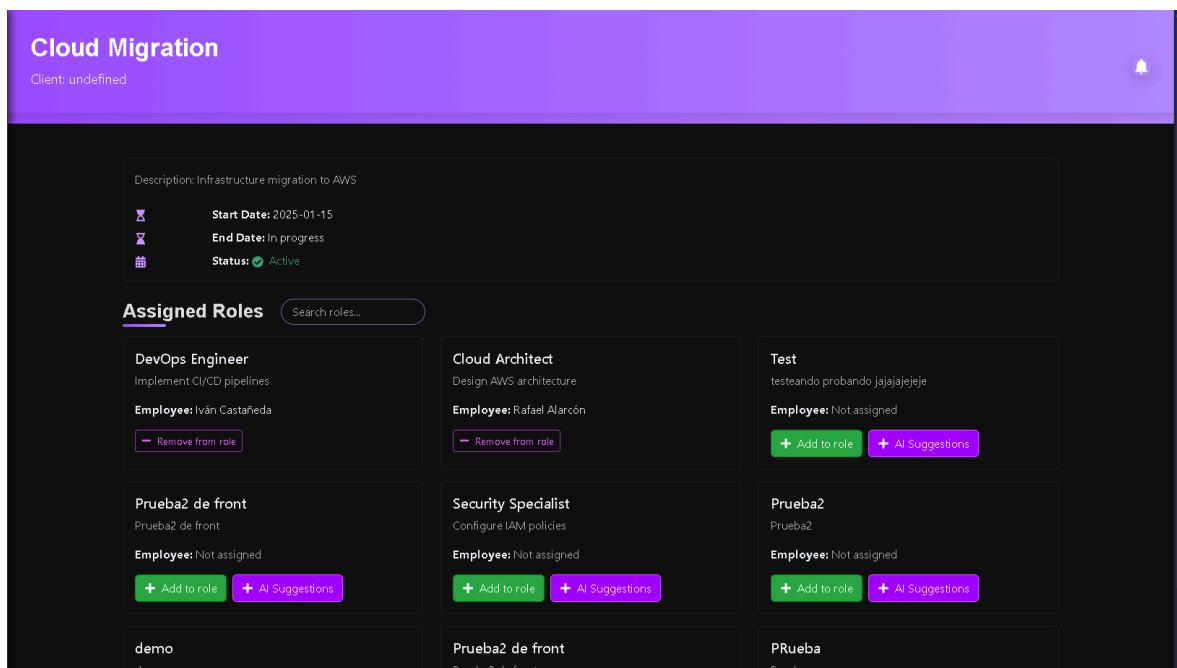 Cloud Migration
Client: undefined
Description: Infrastructure migration to AWS
Start Date: 2025-01-15
End Date: In progress
Status: Active
Assigned Roles
Search roles...
DevOps Engineer
Implement CI/CD pipelines
Employee: Iván Castañeda
Remove from role
Cloud Architect
Design AWS architecture
Employee: Rafael Alarcón
Remove from role
Test
testeando probando jajajajejeje
Employee: Not assigned
Add to role
AI Suggestions
Prueba2 de front
Prueba2 de front
Employee: Not assigned
Add to role
AI Suggestions
Security Specialist
Configure IAM policies
Employee: Not assigned
Add to role
AI Suggestions
Prueba2
Prueba2
Employee: Not assigned
Add to role
AI Suggestions
demo
Prueba2 de front
PRueba